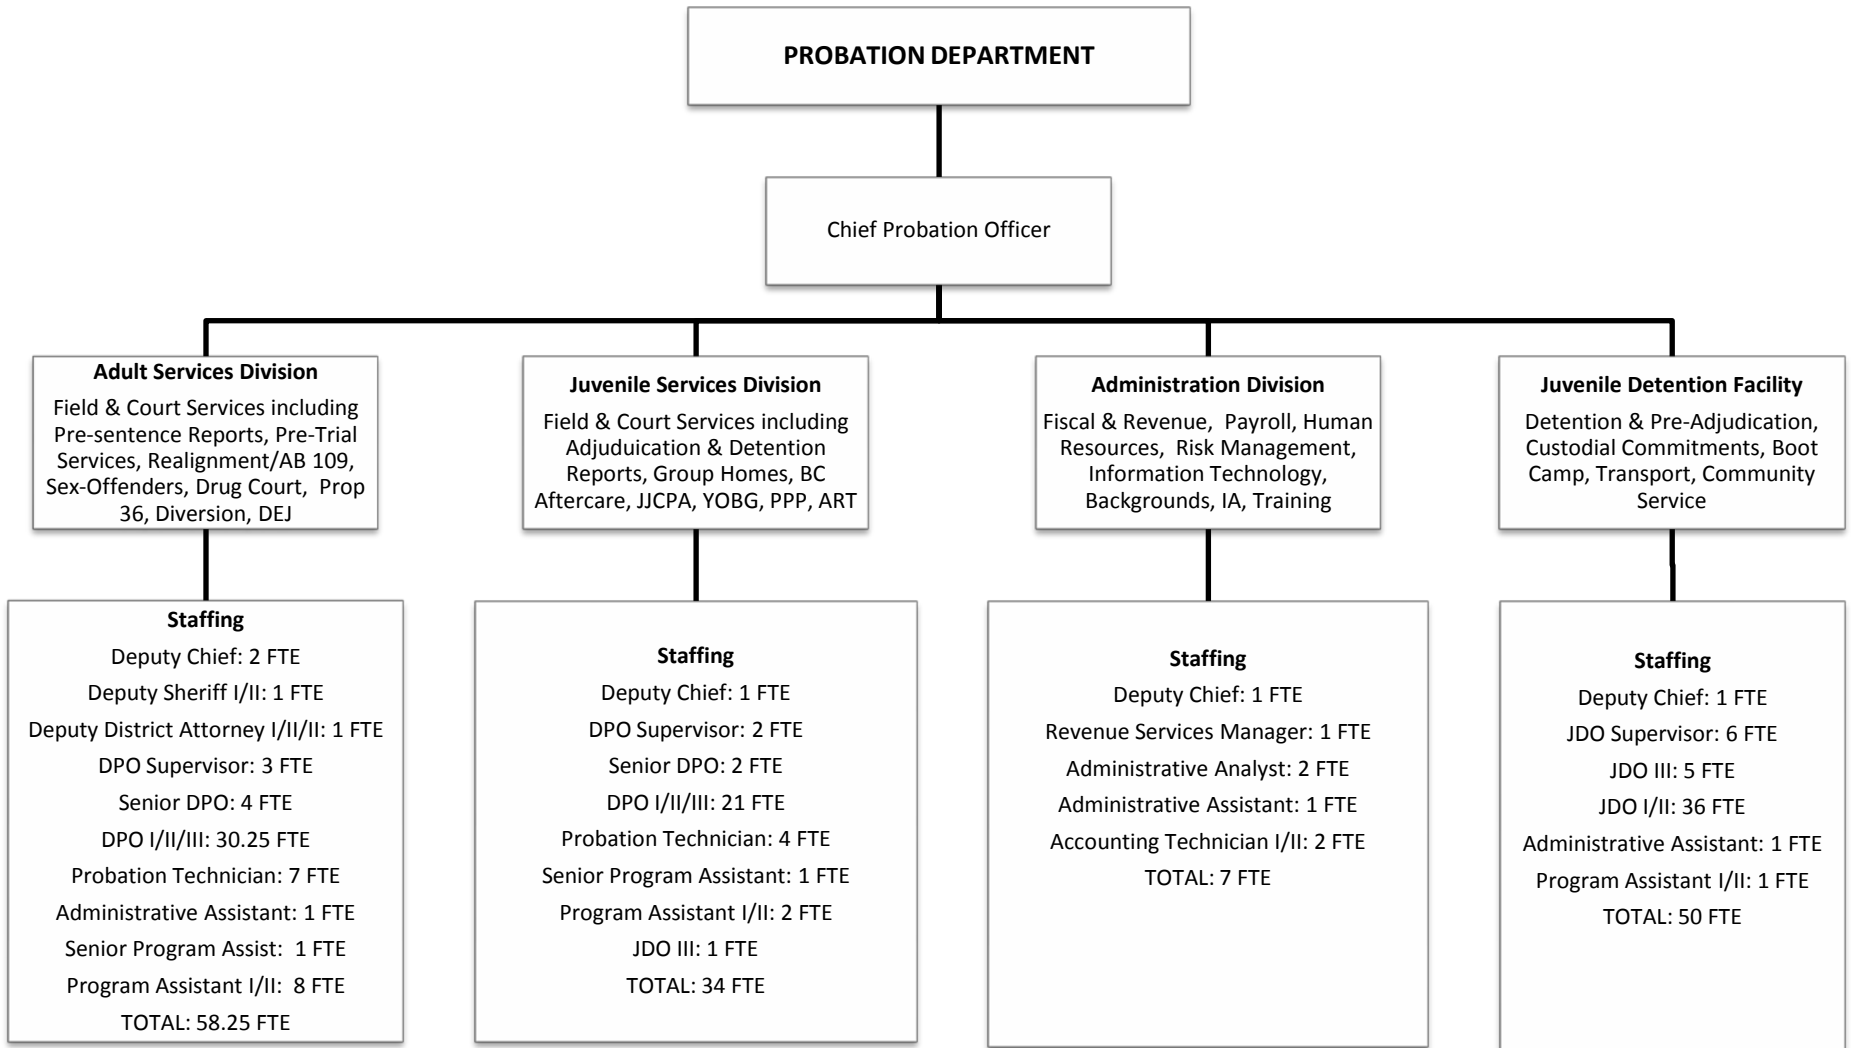 PROBATION DEPARTMENT
Chief Probation Officer
Adult Services Division
Field & Court Services including
Pre-sentence Reports, Pre-Trial
Services, Realignment/AB 109,
Sex-Offenders, Drug Court, Prop
36, Diversion, DEJ
Juvenile Services Division
Field & Court Services including
Adjuduication & Detention
Reports, Group Homes, BC
Aftercare, JJCPA, YOBG, PPP, ART
Administration Division
Fiscal & Revenue, Payroll, Human
Resources, Risk Management,
Information Technology,
Backgrounds, IA, Training
Juvenile Detention Facility
Detention & Pre-Adjudication,
Custodial Commitments, Boot
Camp, Transport, Community
Service
Staffing
Deputy Chief: 2 FTE
Deputy Sheriff I/II: 1 FTE
Deputy District Attorney I/II/II: 1 FTE
DPO Supervisor: 3 FTE
Senior DPO: 4 FTE
DPO I/II/III: 30.25 FTE
Probation Technician: 7 FTE
Administrative Assistant: 1 FTE
Senior Program Assist: 1 FTE
Program Assistant I/II: 8 FTE
TOTAL: 58.25 FTE
Staffing
Deputy Chief: 1 FTE
DPO Supervisor: 2 FTE
Senior DPO: 2 FTE
DPO I/II/III: 21 FTE
Probation Technician: 4 FTE
Senior Program Assistant: 1 FTE
Program Assistant I/II: 2 FTE
JDO III: 1 FTE
TOTAL: 34 FTE
Staffing
Deputy Chief: 1 FTE
Revenue Services Manager: 1 FTE
Administrative Analyst: 2 FTE
Administrative Assistant: 1 FTE
Accounting Technician I/II: 2 FTE
TOTAL: 7 FTE
Staffing
Deputy Chief: 1 FTE
JDO Supervisor: 6 FTE
JDO III: 5 FTE
JDO I/II: 36 FTE
Administrative Assistant: 1 FTE
Program Assistant I/II: 1 FTE
TOTAL: 50 FTE